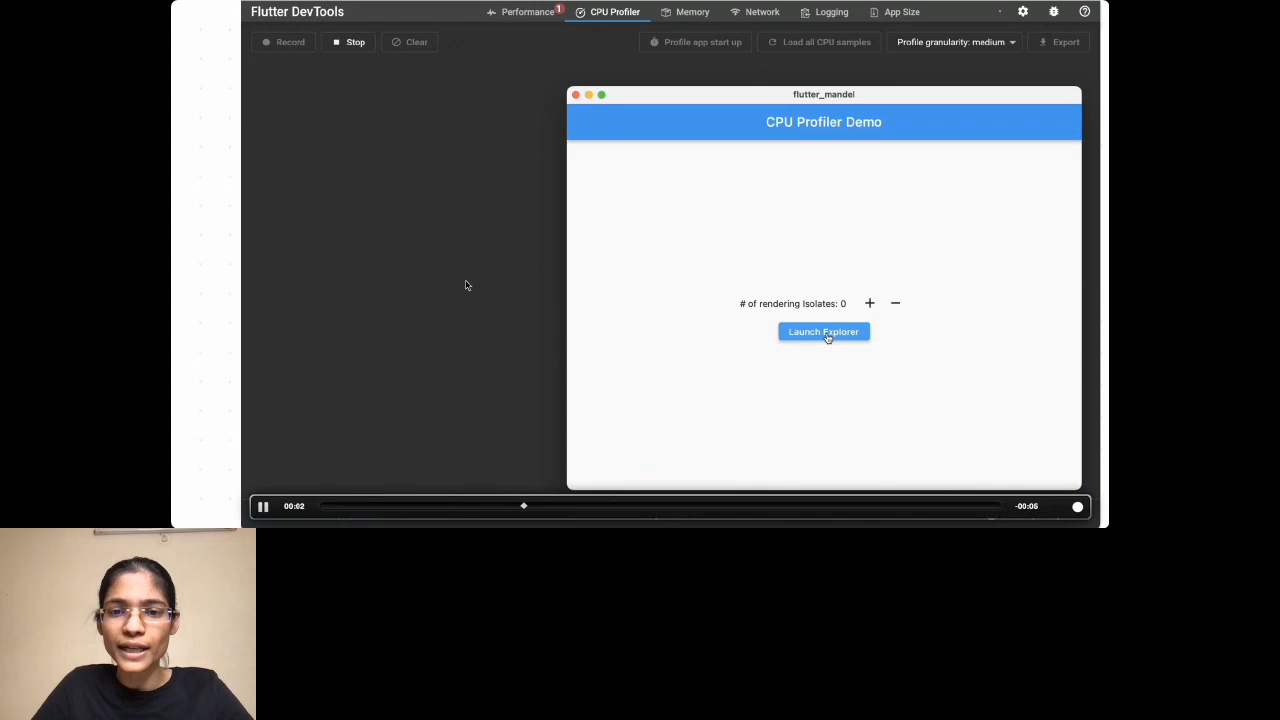 Flutter DevTools
Performance 1
CPU Profiler
Memory
Network
Logging
App Size
Record
Stop
Clear
Profile app start up
Load all CPU samples
Profile granularity: medium
Export
flutter_mandel
CPU Profiler Demo
# of rendering Isolates: 0 + −
Launch Explorer
00:02
-00:05